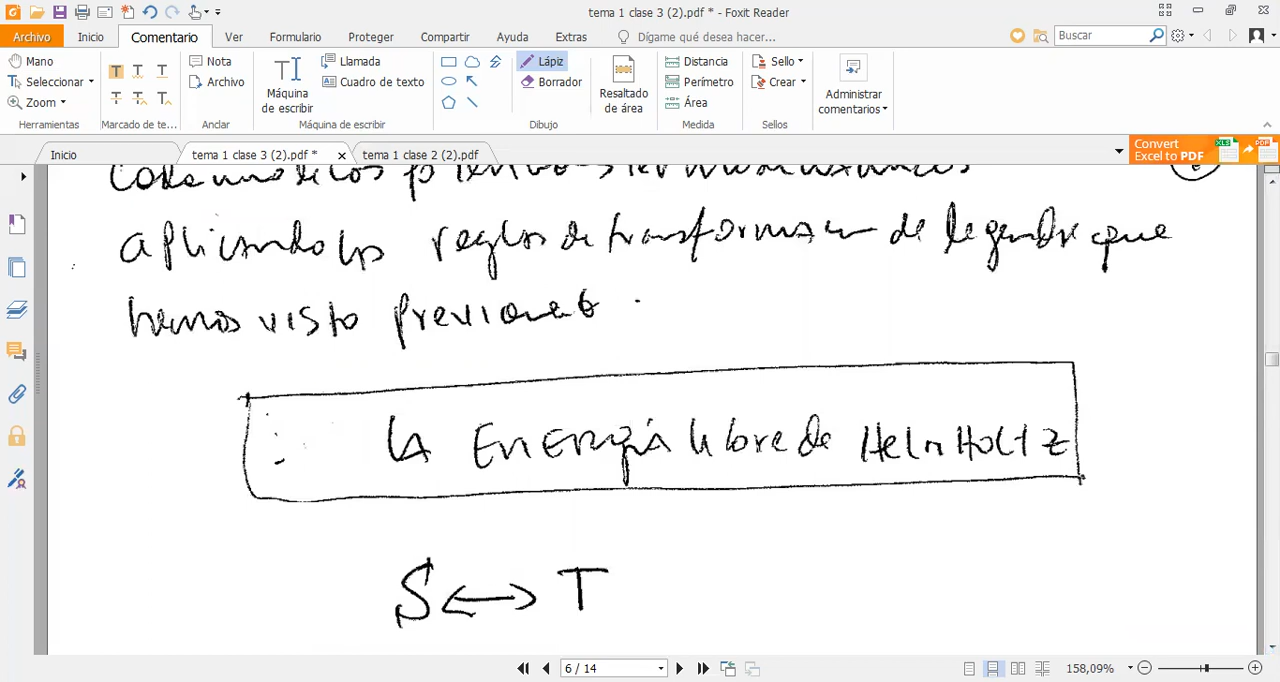 tema 1 clase 3 (2).pdf * - Foxit Reader
Archivo Inicio Comentario Ver Formulario Proteger Compartir Ayuda Extras Dígame qué desea hacer... Buscar
Mano Nota Llamada Lápiz Distancia Sello
Seleccionar Archivo Cuadro de texto Borrador Perímetro Crear
Zoom Máquina de escribir Resaltado de área Área Administrar comentarios
Herramientas Marcado de te... Anclar Máquina de escribir Dibujo Medida Sellos
Inicio tema 1 clase 3 (2).pdf * tema 1 clase 2 (2).pdf Convert Excel to PDF
aplicando las reglas de transformación de legendre que
hemos visto
LA ENERGÍA libre de HelmHoltz
S ↔ T
6 / 14 158,09%